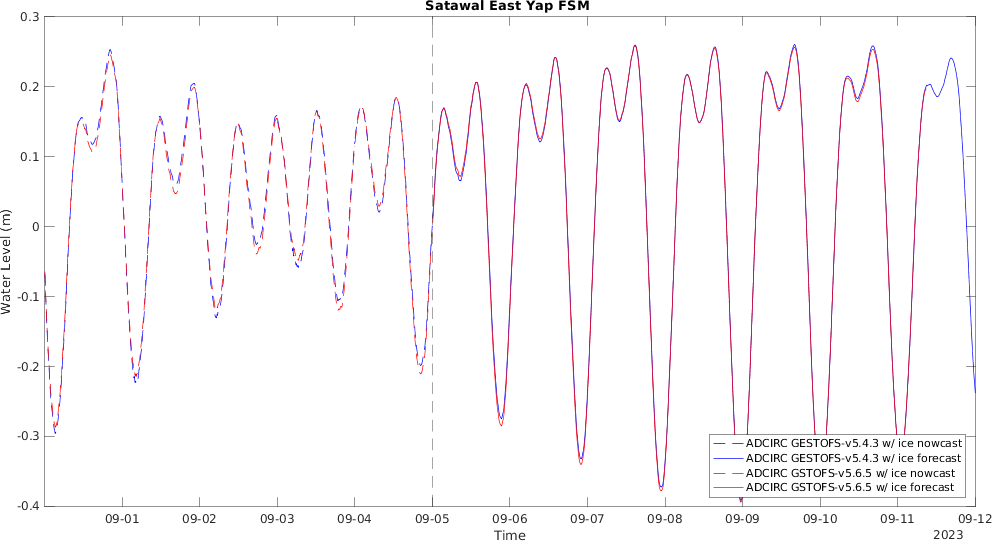 Satawal East Yap FSM
0.3
0.2
0.1
0
-0.1
-0.2
-0.3
-0.4
Water Level (m)
ADCIRC GESTOFS-v5.4.3 w/ ice nowcast
ADCIRC GESTOFS-v5.4.3 w/ ice forecast
ADCIRC GSTOFS-v5.6.5 w/ ice nowcast
ADCIRC GSTOFS-v5.6.5 w/ ice forecast
09-01 09-02 09-03 09-04 09-05 09-06 09-07 09-08 09-09 09-10 09-11 09-12
Time
2023